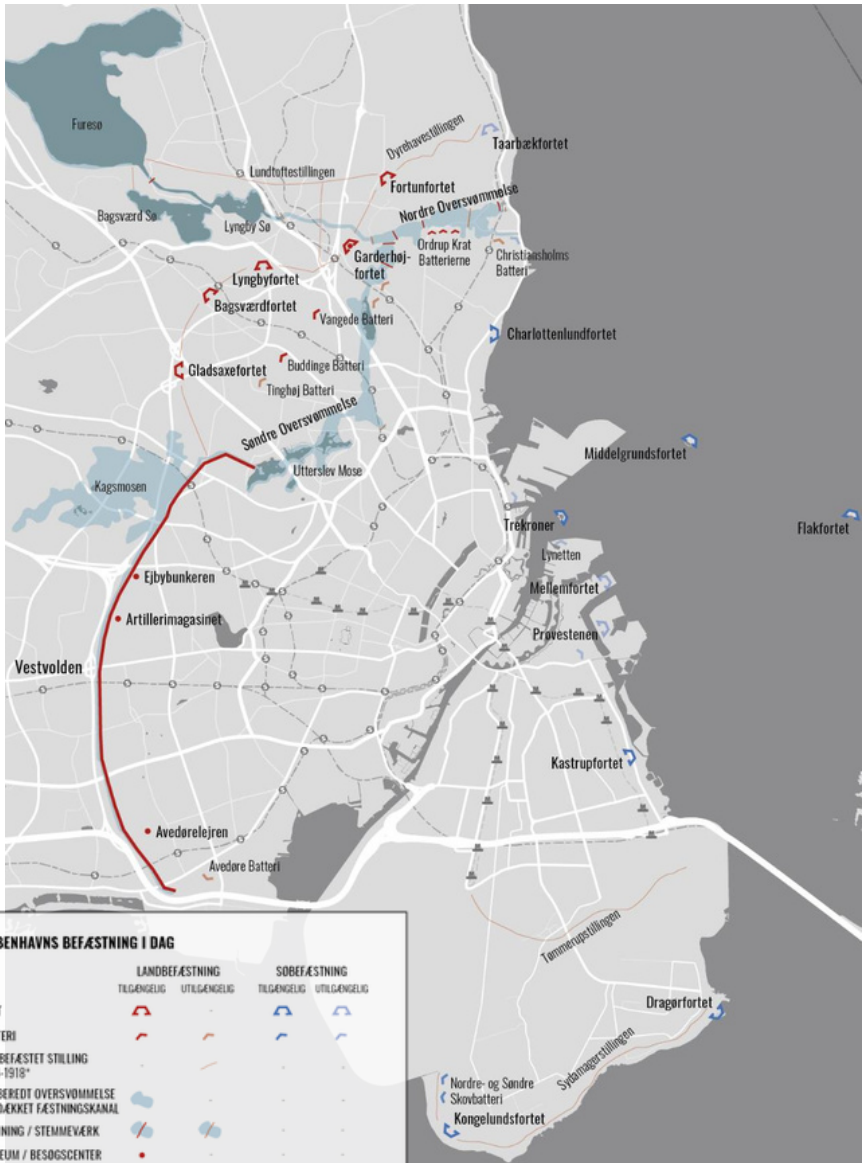 Furesø
Dyrehavestillingen
Taarbækfortet
Lundtoftestillingen
Fortunfortet
Nordre Oversvømmelse
Bagsværd Sø
Lyngby Sø
Garderhøj-
fortet
Ordrup Krat
Batterierne
Christiansholms
Batteri
Lyngbyfortet
Bagsværdfortet
Vangede Batteri
Charlottenlundfortet
Gladsaxefortet
Buddinge Batteri
Tinghøj Batteri
Søndre Oversvømmelse
Middelgrundsfortet
Utterslev Mose
Kagsmosen
Trekroner
Flakfortet
Lynetten
Ejbybunkeren
Mellemfortet
Artillerimagasinet
Prøvestenen
Vestvolden
Kastrupfortet
Avedørelejren
Avedøre Batteri
Tømmerupstillingen
Dragørfortet
Sydamagerstillingen
Nordre- og Søndre
Skovbatteri
Kongelundsfortet
BENHAVNS BEFÆSTNING I DAG
LANDBEFÆSTNING SØBEFÆSTNING
TILGÆNGELIG UTILGÆNGELIG TILGÆNGELIG UTILGÆNGELIG
T
TERI
BEFÆSTET STILLING
-1918*
BEREDT OVERSVØMMELSE
DÆKKET FÆSTNINGSKANAL
NING / STEMMEVÆRK
EUM / BESØGSCENTER